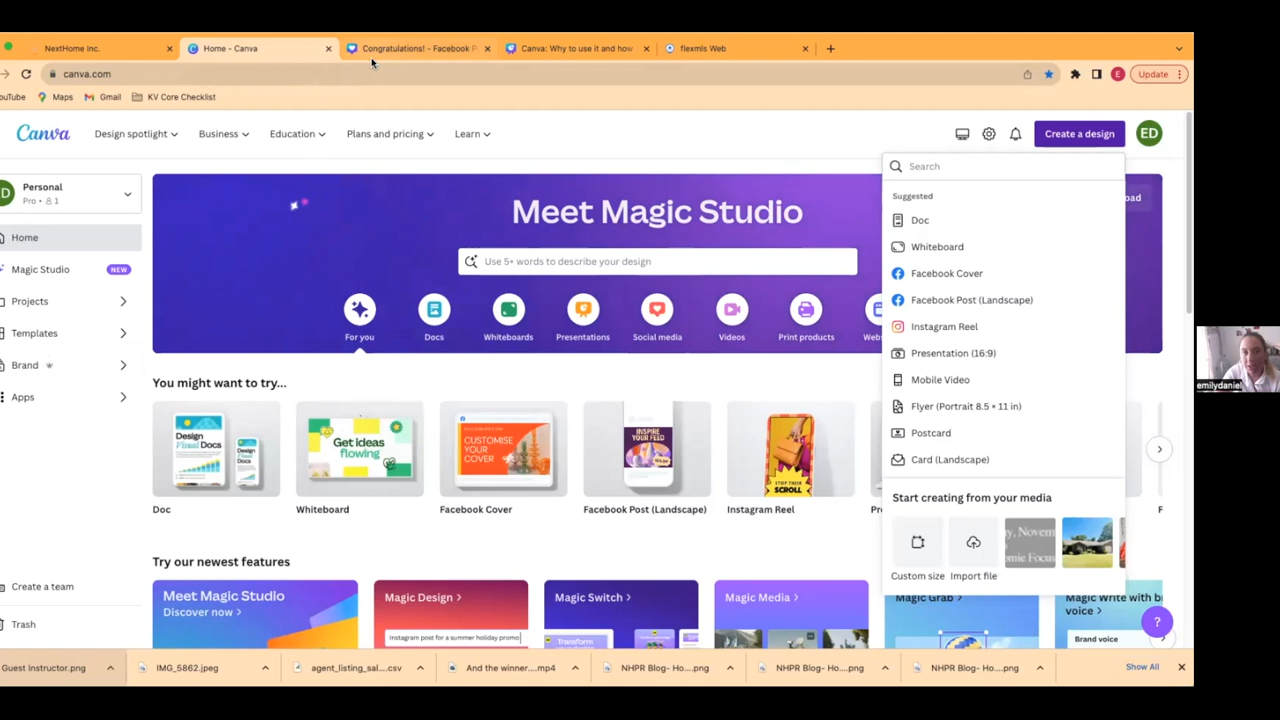 NextHome Inc.
Home - Canva
Congratulations! - Facebook P
Canva: Why to use it and how
flexmls Web
canva.com
Update
Maps
Gmail
KV Core Checklist
Canva
Design spotlight
Business
Education
Plans and pricing
Learn
Create a design
ED
Personal
Pro • 1
Home
Magic Studio
NEW
Projects
Templates
Brand
Apps
Create a team
Trash
Meet Magic Studio
Use 5+ words to describe your design
For you
Docs
Whiteboards
Presentations
Social media
Videos
Print products
You might want to try...
DESIGN Visual DOCS
Get ideas flowing
CUSTOMISE YOUR COVER
INSPIRE YOUR FEED
STOP THEIR SCROLL
Doc
Whiteboard
Facebook Cover
Facebook Post (Landscape)
Instagram Reel
Try our newest features
Meet Magic Studio
Discover now >
Magic Design >
Instagram post for a summer holiday promo
Magic Switch >
Transform
Magic Media >
Magic Grab >
Magic Write with b
voice >
Brand voice
Search
Suggested
Doc
Whiteboard
Facebook Cover
Facebook Post (Landscape)
Instagram Reel
Presentation (16:9)
Mobile Video
Flyer (Portrait 8.5 × 11 in)
Postcard
Card (Landscape)
Start creating from your media
Custom size
Import file
?
Guest Instructor.png
IMG_5862.jpeg
agent_listing_sal....csv
And the winner....mp4
NHPR Blog- Ho....png
NHPR Blog- Ho....png
NHPR Blog- Ho....png
Show All
emilydaniel